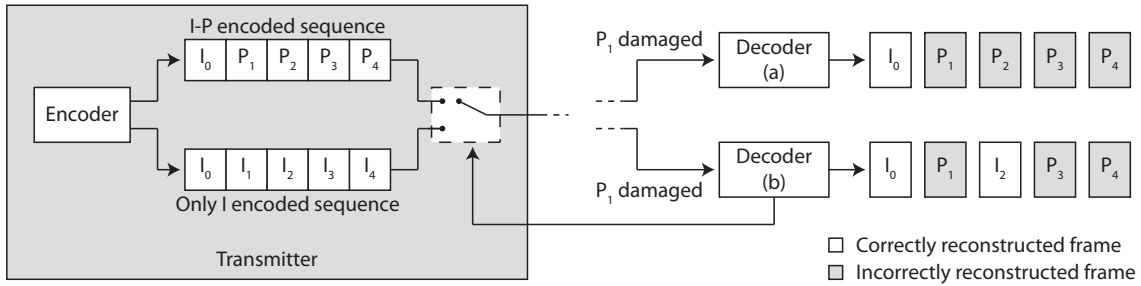 I-P encoded sequence
I₀ P₁ P₂ P₃ P₄
Encoder
I₀ I₁ I₂ I₃ I₄
Only I encoded sequence
Transmitter
P₁ damaged
Decoder
(a)
I₀ P₁ P₂ P₃ P₄
P₁ damaged
Decoder
(b)
I₀ P₁ I₂ P₃ P₄
Correctly reconstructed frame
Incorrectly reconstructed frame